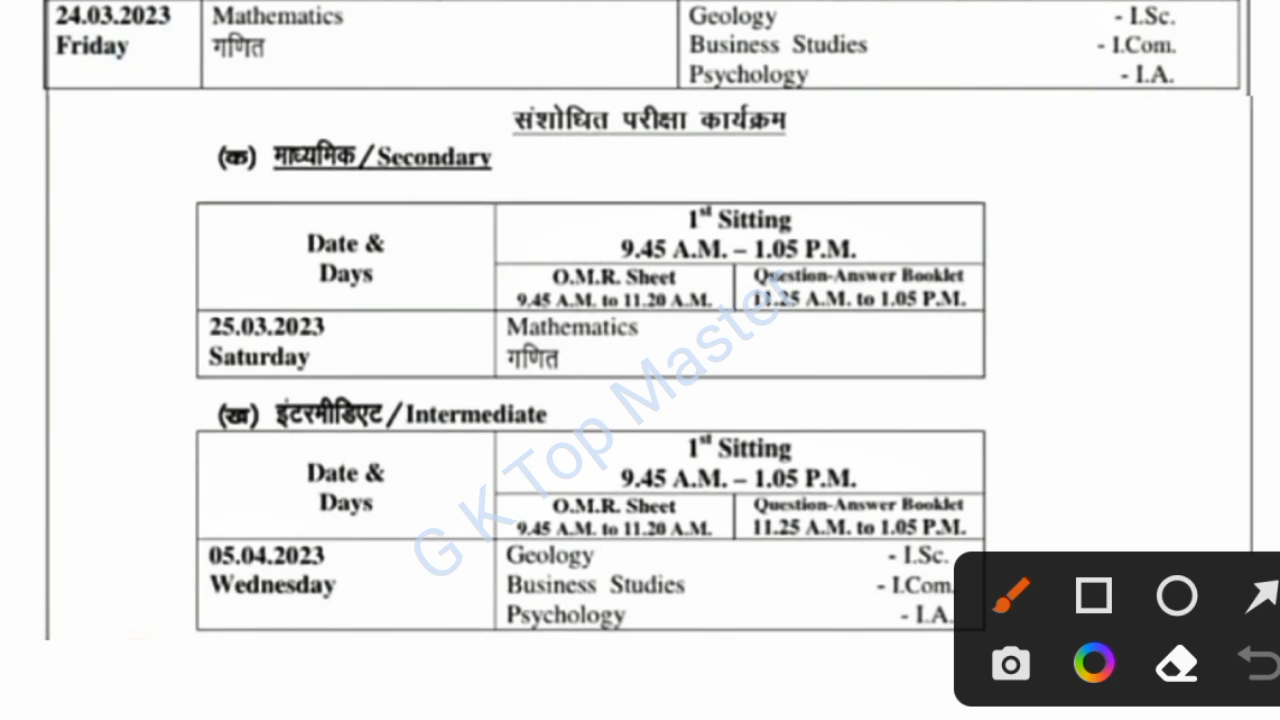 24.03.2023 Mathematics Geology - I.Sc.
Friday गणित Business Studies - I.Com.
Psychology - I.A.
संशोधित परीक्षा कार्यक्रम
(क) माध्यमिक/Secondary
1st Sitting
Date & 9.45 A.M. – 1.05 P.M.
Days O.M.R. Sheet Question-Answer Booklet
9.45 A.M. to 11.20 A.M. 11.25 A.M. to 1.05 P.M.
25.03.2023 Mathematics
Saturday गणित
(ख) इंटरमीडिएट/Intermediate
1st Sitting
Date & 9.45 A.M. – 1.05 P.M.
Days O.M.R. Sheet Question-Answer Booklet
9.45 A.M. to 11.20 A.M. 11.25 A.M. to 1.05 P.M.
05.04.2023 Geology - I.Sc.
Wednesday Business Studies - I.Com.
Psychology - I.A.
G K Top Master